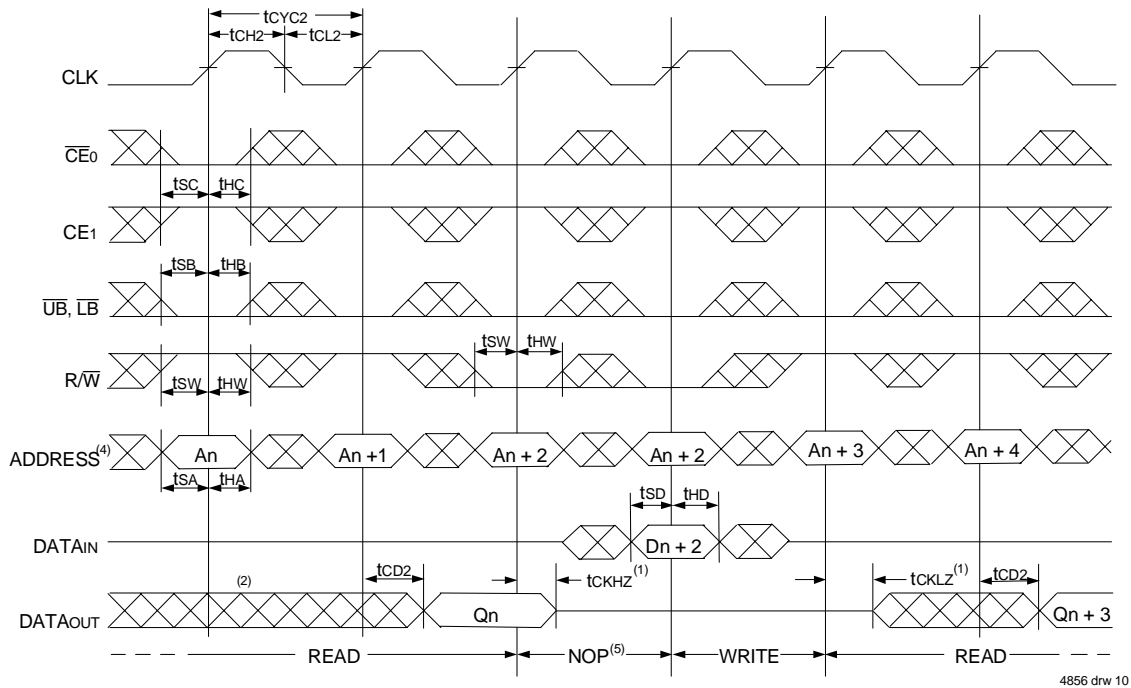 tCYC2
tCH2 tCL2
CLK
CE0
tSC tHC
CE1
tSB tHB
UB, LB
tSW tHW
R/W
tSW tHW
ADDRESS(4) An An +1 An + 2 An + 2 An + 3 An + 4
tSA tHA
tSD tHD
DATAIN Dn + 2
(2) tCD2 tCKHZ(1) tCKLZ(1) tCD2
DATAOUT Qn Qn + 3
READ NOP(5) WRITE READ
4856 drw 10